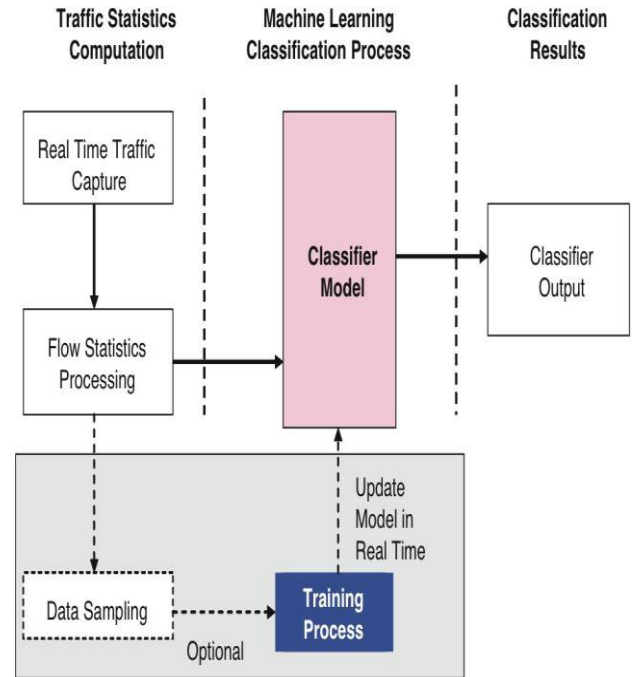 Traffic Statistics
Computation
Machine Learning
Classification Process
Classification
Results
Real Time Traffic
Capture
Flow Statistics
Processing
Classifier
Model
Classifier
Output
Update
Model in
Real Time
Data Sampling
Optional
Training
Process